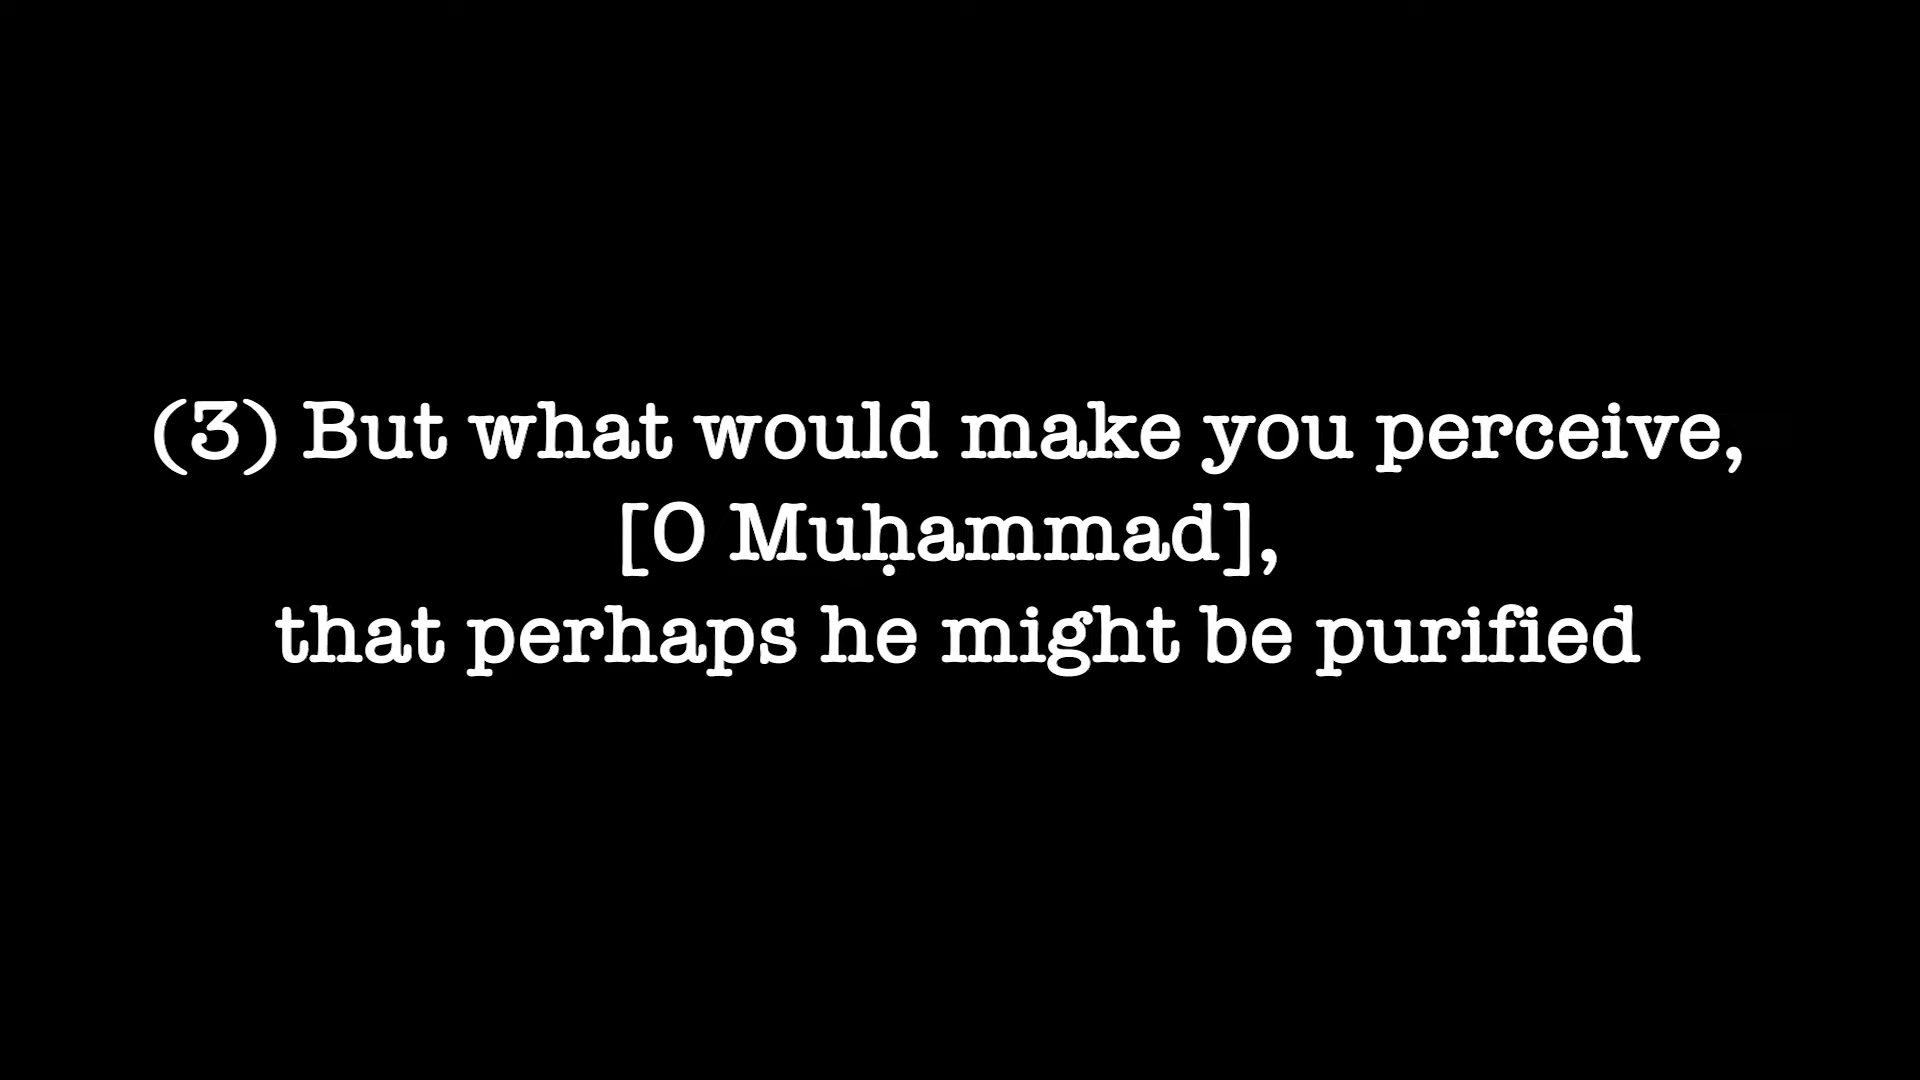 (3) But what would make you perceive,
[O Muḥammad],
that perhaps he might be purified